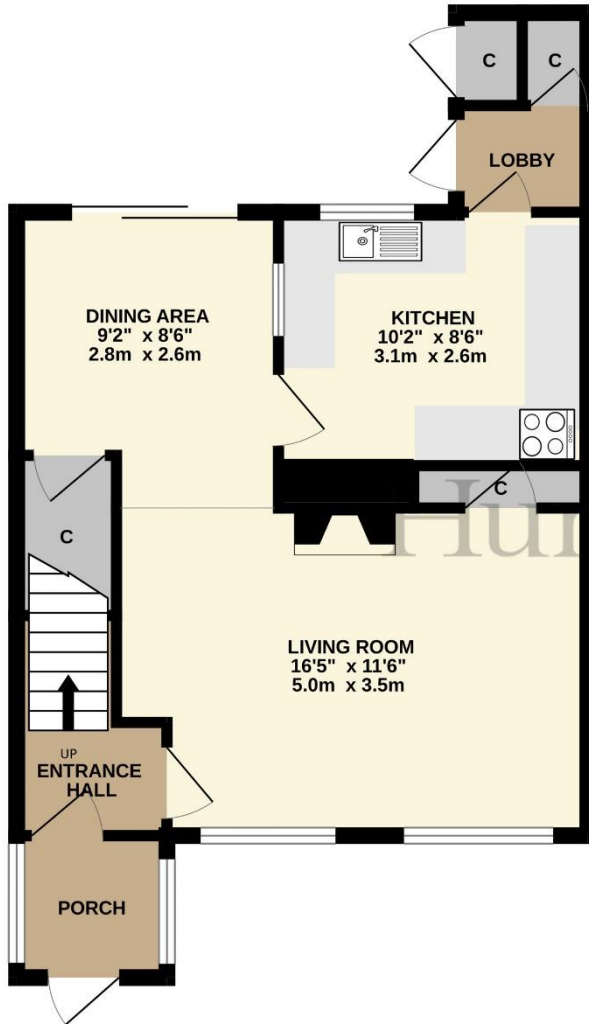 C
C
LOBBY
DINING AREA
9'2" x 8'6"
2.8m x 2.6m
KITCHEN
10'2" x 8'6"
3.1m x 2.6m
C
C
LIVING ROOM
16'5" x 11'6"
5.0m x 3.5m
UP
ENTRANCE
HALL
PORCH